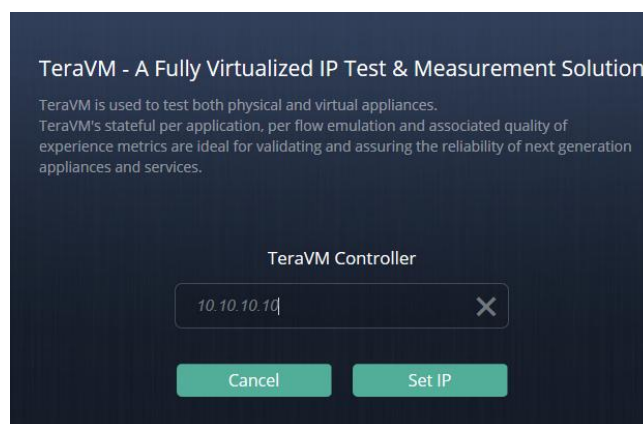 TeraVM - A Fully Virtualized IP Test & Measurement Solution
TeraVM is used to test both physical and virtual appliances.
TeraVM's stateful per application, per flow emulation and associated quality of
experience metrics are ideal for validating and assuring the reliability of next generation
appliances and services.
TeraVM Controller
10.10.10.10
Cancel
Set IP